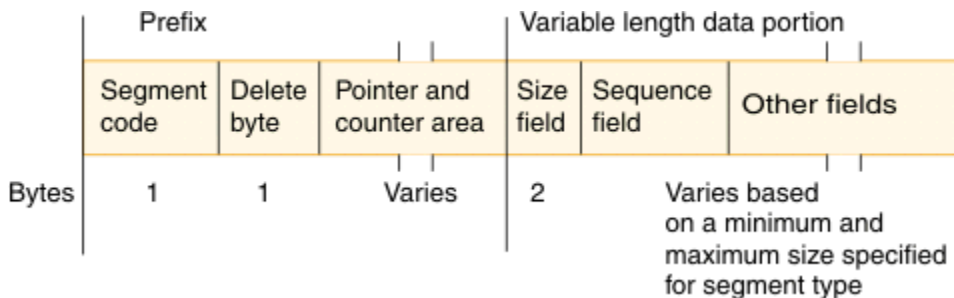 Prefix
Variable length data portion
Segment code
Delete byte
Pointer and counter area
Size field
Sequence field
Other fields
Bytes
1
1
Varies
2
Varies based
on a minimum and
maximum size specified
for segment type